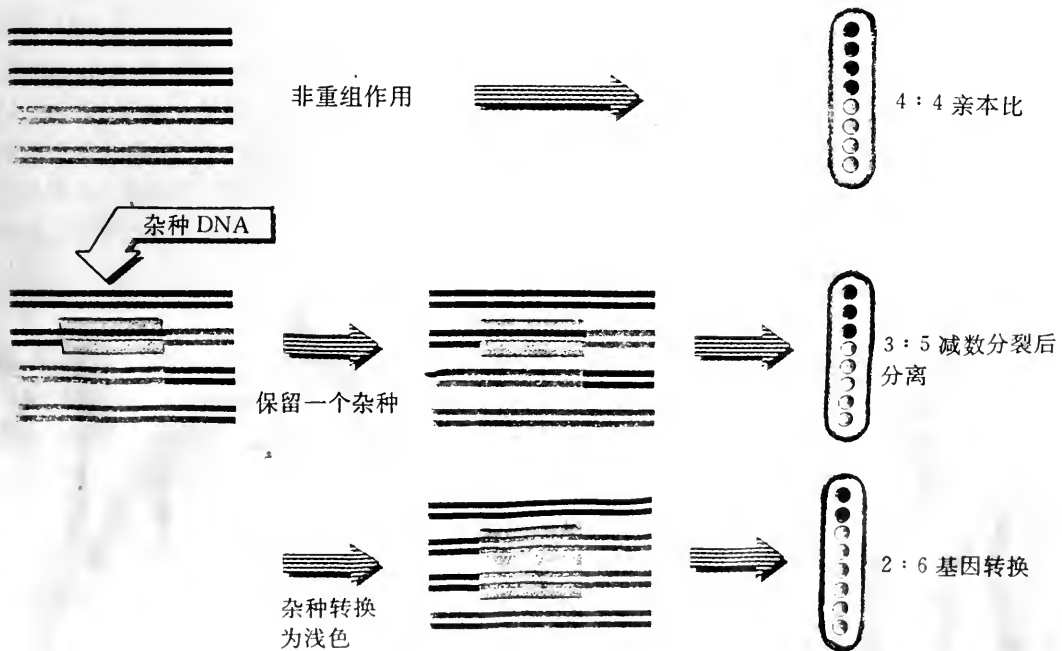 非重组作用
4：4 亲本比
杂种 DNA
保留一个杂种
3：5 减数分裂后
分离
杂种转换
为浅色
2：6 基因转换